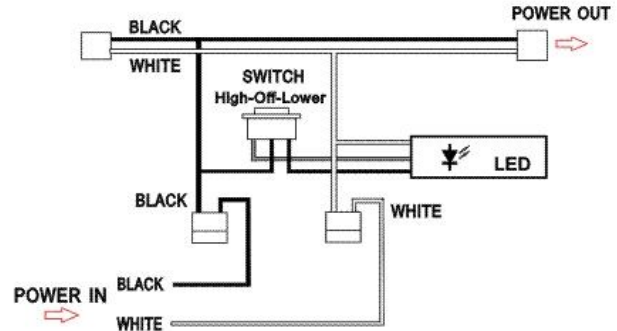 POWER OUT
BLACK
WHITE
SWITCH
High-Off-Lower
LED
BLACK
WHITE
BLACK
POWER IN
WHITE